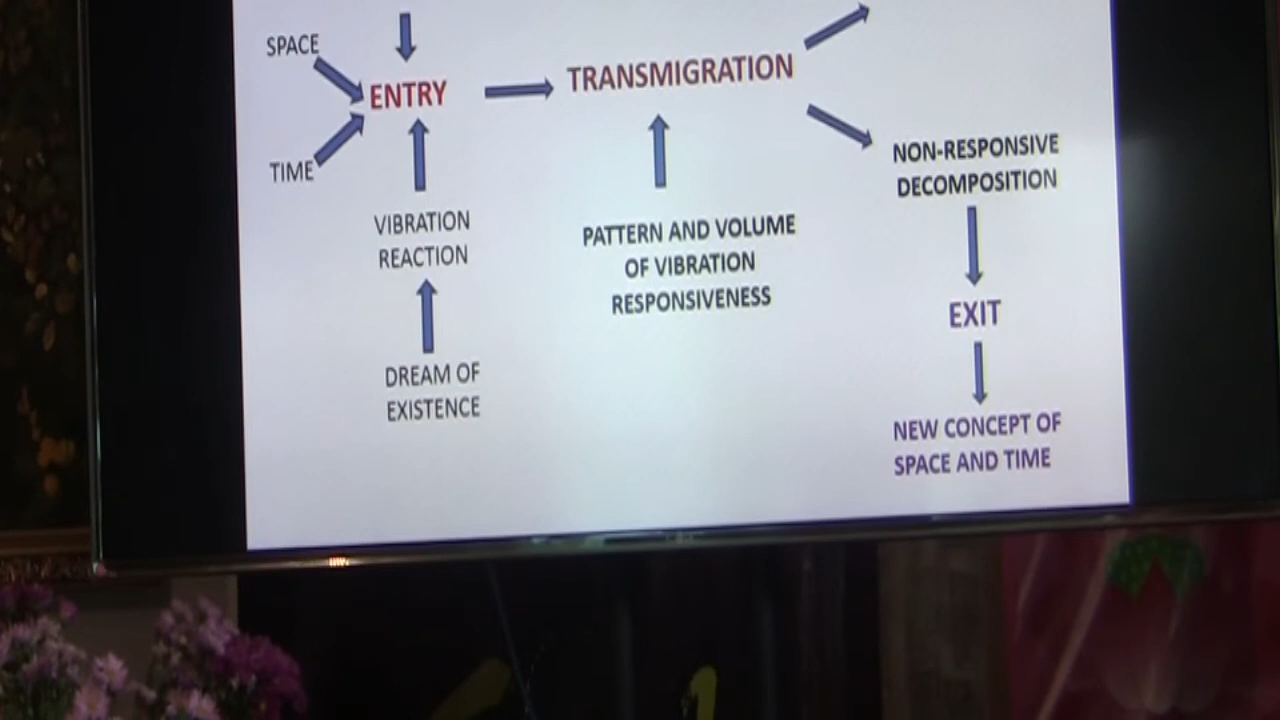 SPACE
ENTRY
TRANSMIGRATION
TIME
NON-RESPONSIVE
DECOMPOSITION
VIBRATION
REACTION
PATTERN AND VOLUME
OF VIBRATION
RESPONSIVENESS
EXIT
DREAM OF
EXISTENCE
NEW CONCEPT OF
SPACE AND TIME